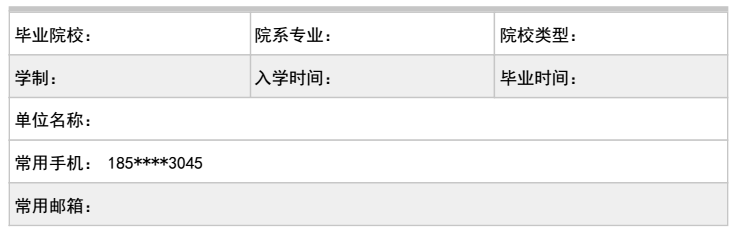 毕业院校： 院系专业： 院校类型：
学制： 入学时间： 毕业时间：
单位名称：
常用手机： 185****3045
常用邮箱：